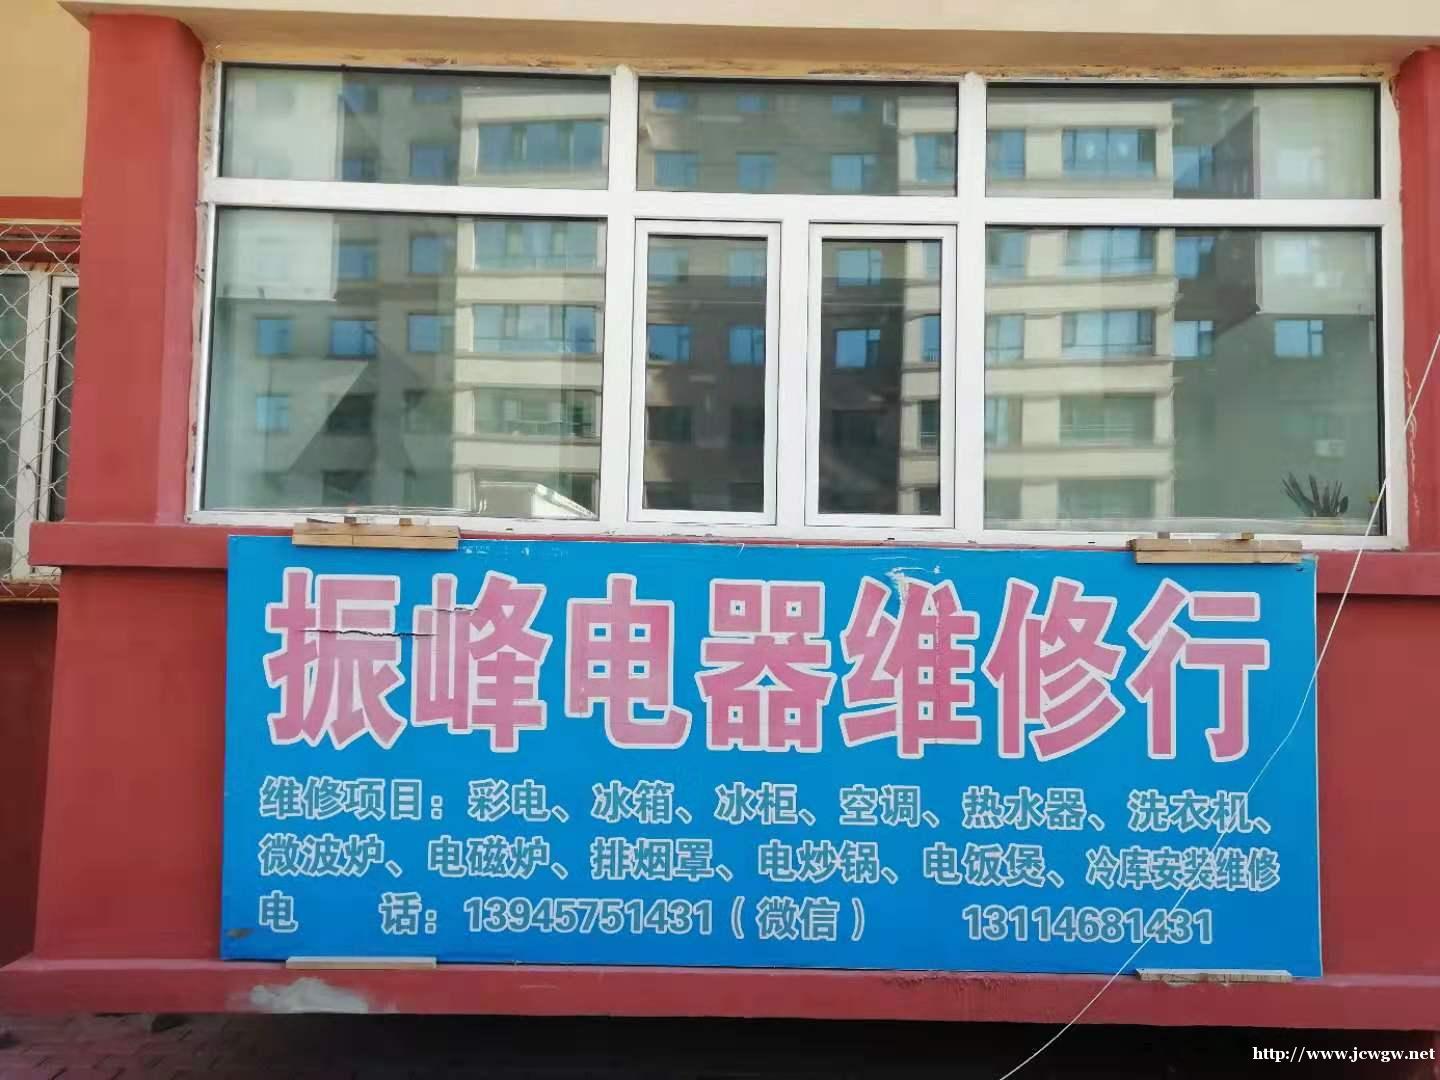 振峰电器维修行
维修项目：彩电、冰箱、冰柜、空调、热水器、洗衣机、
微波炉、电磁炉、排烟罩、电炒锅、电饭煲、冷库安装维修
电 话：13945751431（微信） 13114681431
http://www.jcwgw.net